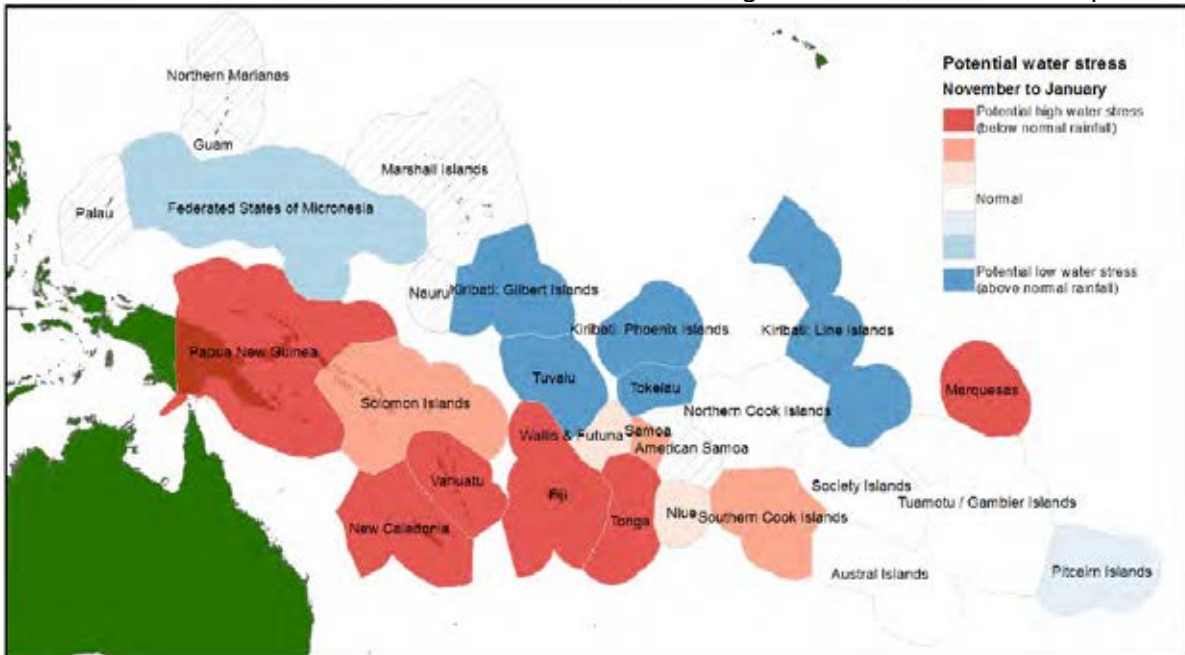 Potential water stress
November to January
Potential high water stress
(below normal rainfall)
Normal
Potential low water stress
(above normal rainfall)
Northern Marianas
Guam
Marshall Islands
Palau
Federated States of Micronesia
Nauru
Kiribati: Gilbert Islands
Kiribati: Phoenix Islands
Kiribati: Line Islands
Papua New Guinea
Tuvalu
Tokelau
Marquesas
Solomon Islands
Northern Cook Islands
Wallis & Futuna
Samoa
American Samoa
Vanuatu
Fiji
Society Islands
Tuamotu / Gambier Islands
New Caledonia
Tonga
Niue
Southern Cook Islands
Austral Islands
Pitcairn Islands